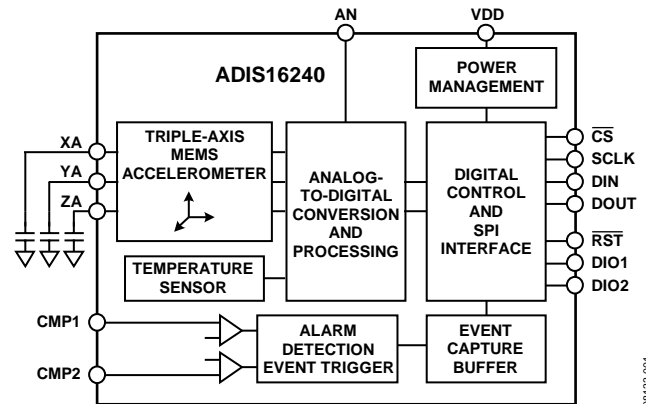 AN
VDD
ADIS16240
POWER
MANAGEMENT
XA
YA
ZA
TRIPLE-AXIS
MEMS
ACCELEROMETER
ANALOG-
TO-DIGITAL
CONVERSION
AND
PROCESSING
DIGITAL
CONTROL
AND
SPI
INTERFACE
CS
SCLK
DIN
DOUT
RST
DIO1
DIO2
TEMPERATURE
SENSOR
CMP1
CMP2
ALARM
DETECTION
EVENT TRIGGER
EVENT
CAPTURE
BUFFER